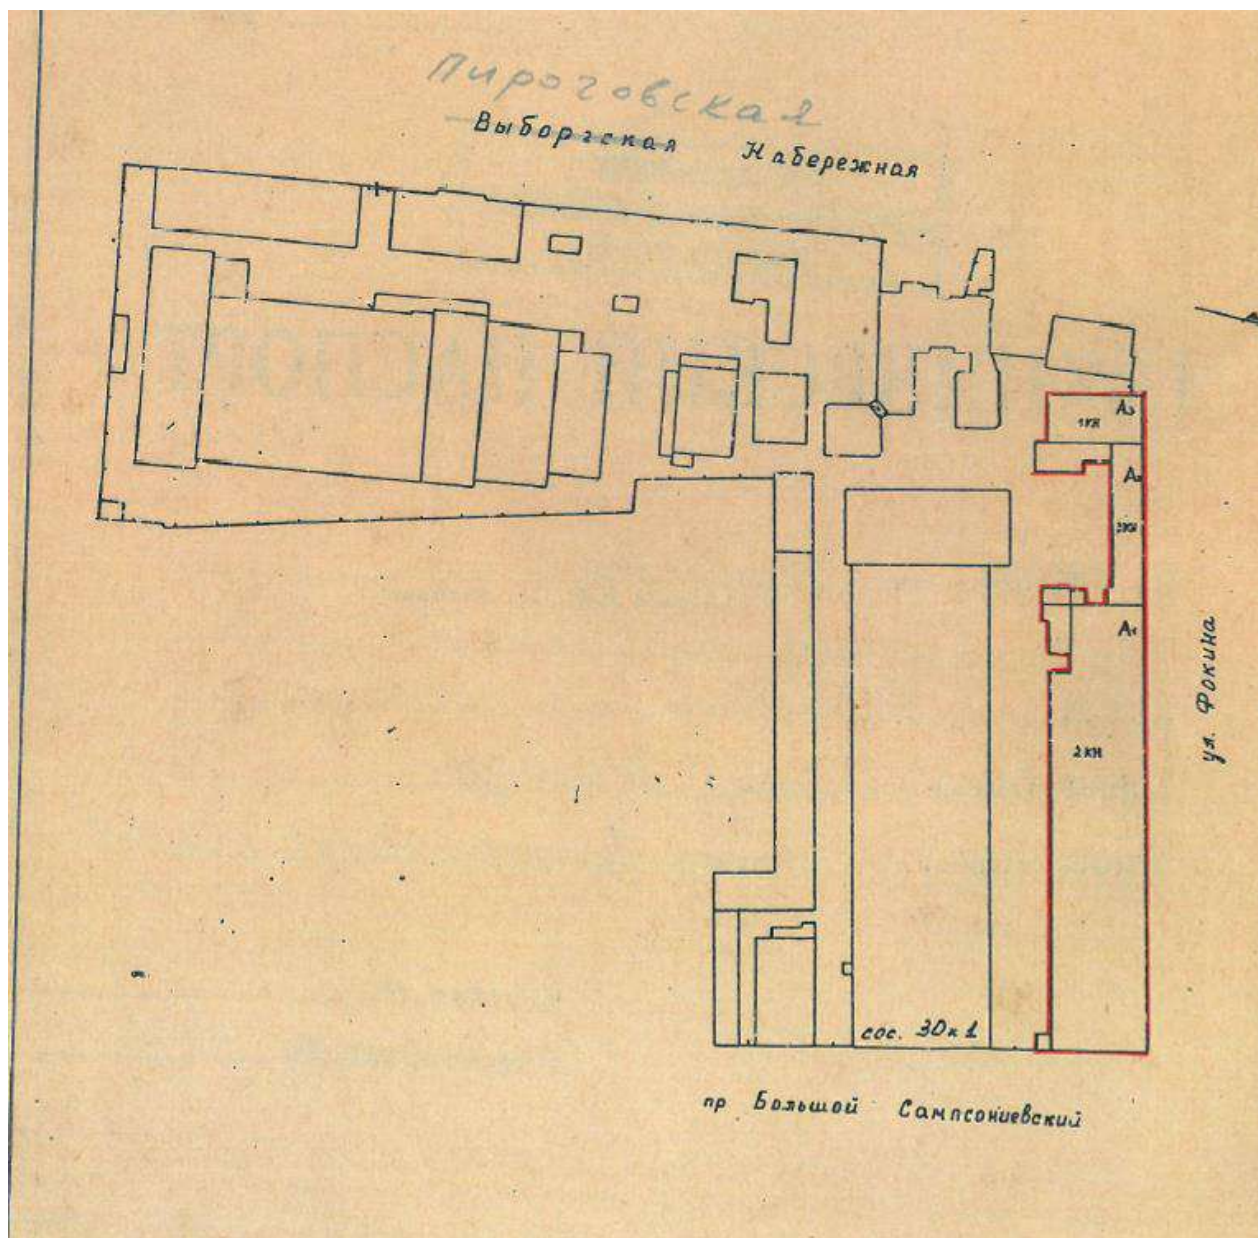 Пироговская
Выборгская Набережная
А₃
1КН
А₂
2КН
А₁
ул. Фокина
2КН
сос. 30к1
пр Большой Сампсониевский